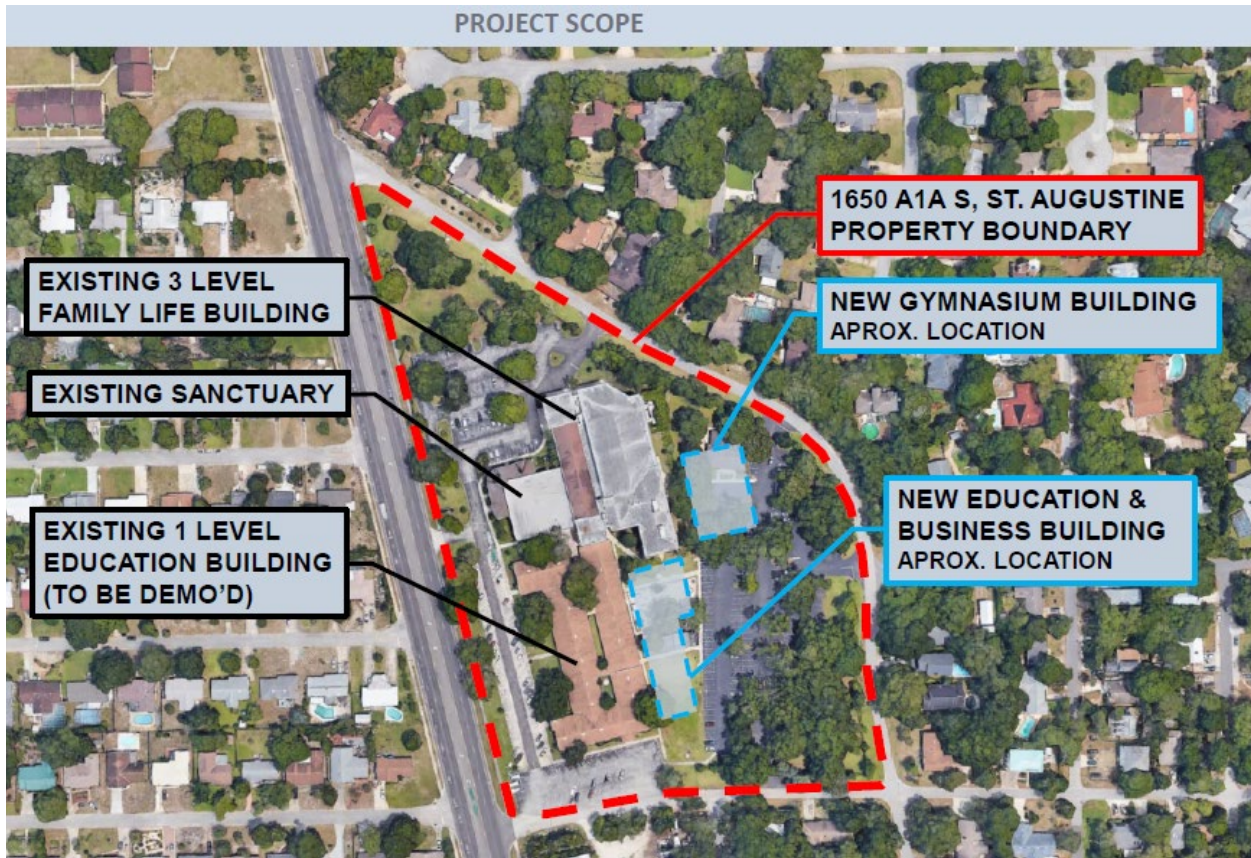 PROJECT SCOPE
1650 A1A S, ST. AUGUSTINE
PROPERTY BOUNDARY
EXISTING 3 LEVEL
FAMILY LIFE BUILDING
NEW GYMNASIUM BUILDING
APROX. LOCATION
EXISTING SANCTUARY
NEW EDUCATION &
BUSINESS BUILDING
APROX. LOCATION
EXISTING 1 LEVEL
EDUCATION BUILDING
(TO BE DEMO'D)